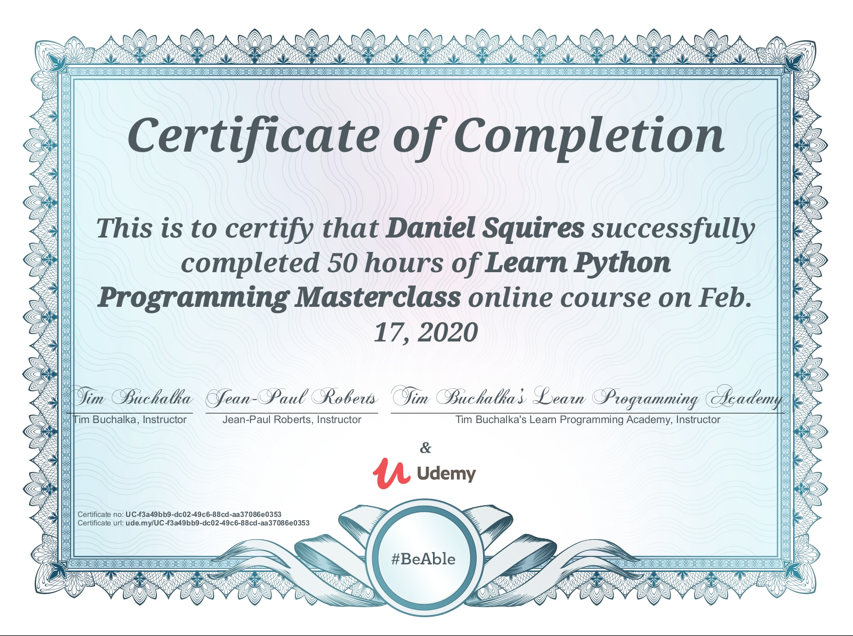 Certificate of Completion
This is to certify that Daniel Squires successfully
completed 50 hours of Learn Python
Programming Masterclass online course on Feb.
17, 2020
Tim Buchalka Jean-Paul Roberts Tim Buchalka's Learn Programming Academy
Tim Buchalka, Instructor Jean-Paul Roberts, Instructor Tim Buchalka's Learn Programming Academy, Instructor
&
Udemy
Certificate no: UC-f3a49bb9-dc02-49c6-88cd-aa37086e0353
Certificate url: ude.my/UC-f3a49bb9-dc02-49c6-88cd-aa37086e0353
#BeAble